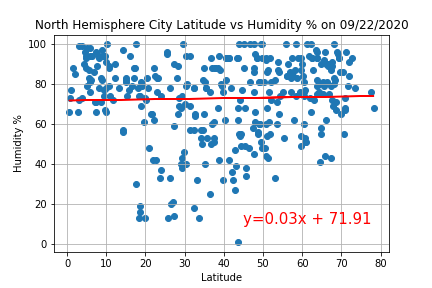 North Hemisphere City Latitude vs Humidity % on 09/22/2020
100
80
60
40
20
0
Humidity %
y=0.03x + 71.91
0 10 20 30 40 50 60 70 80
Latitude